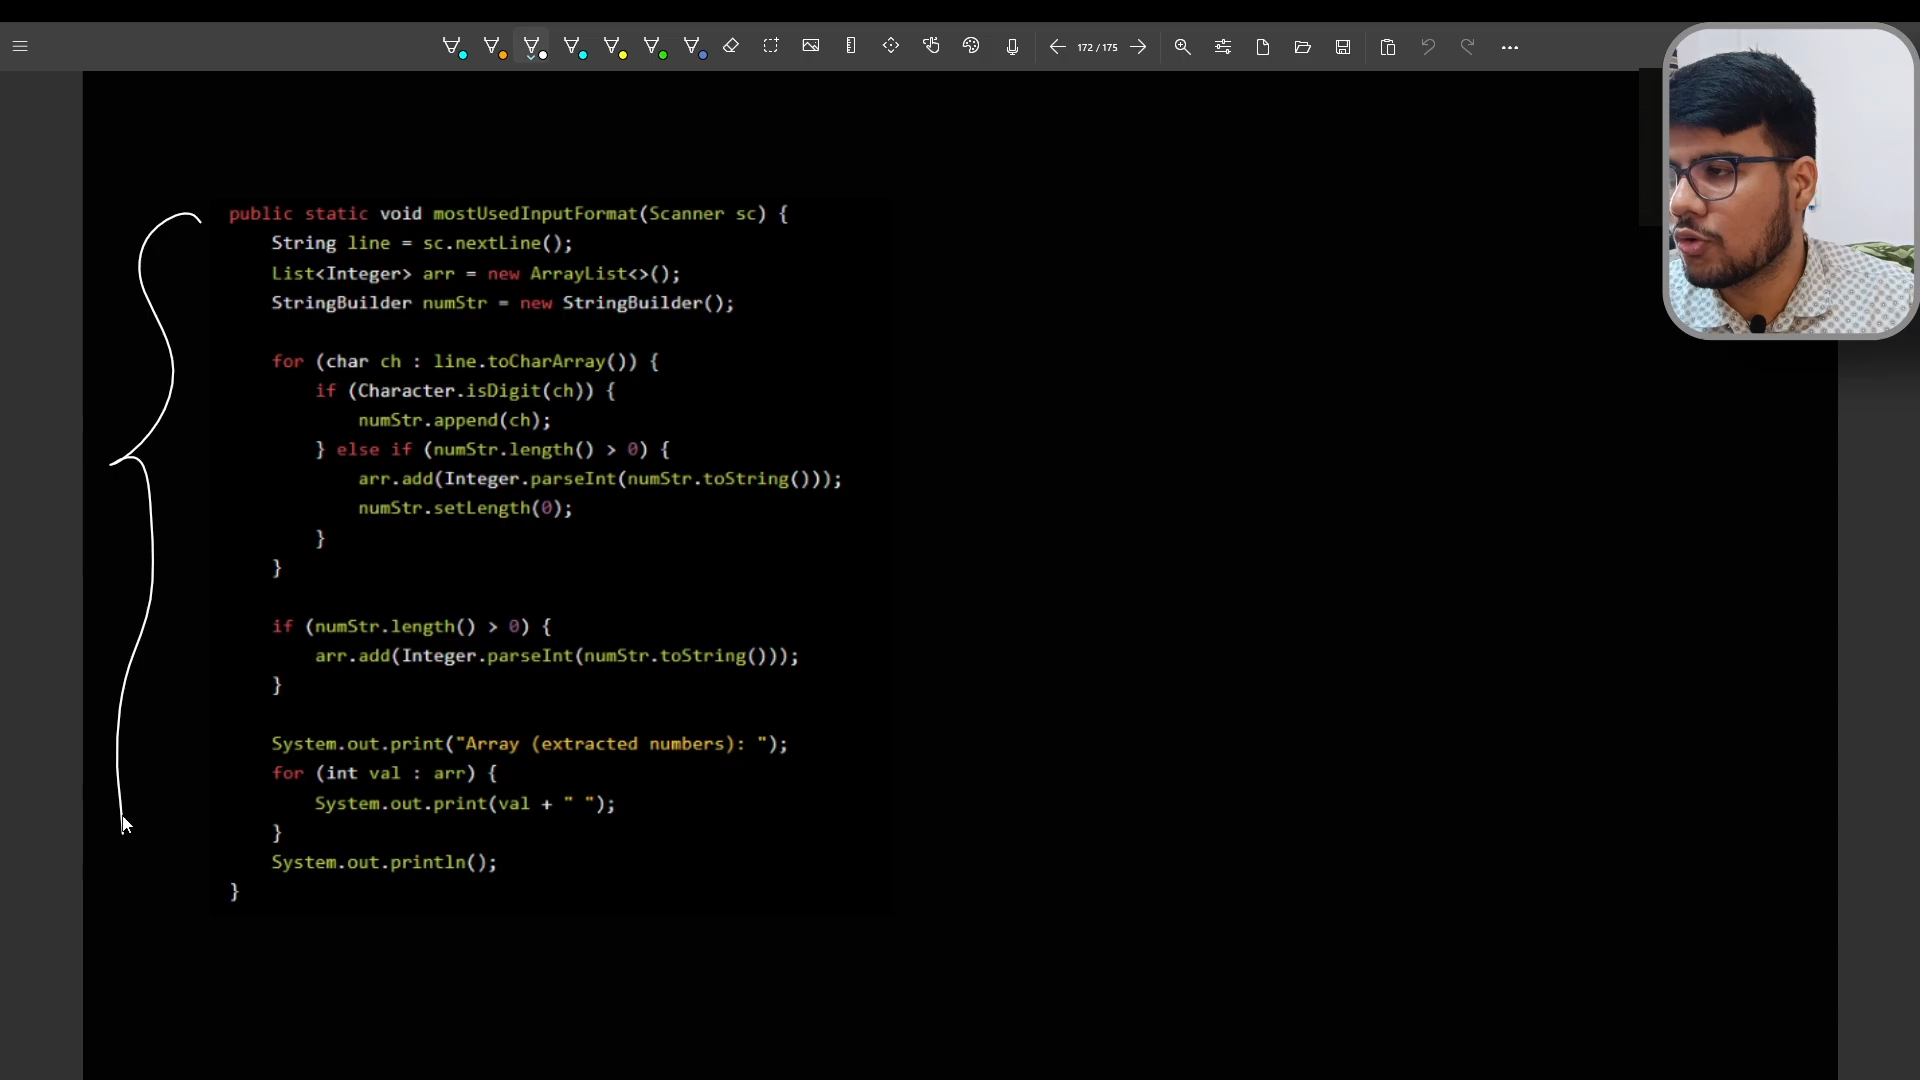 172 / 175
public static void mostUsedInputFormat(Scanner sc) {
    String line = sc.nextLine();
    List<Integer> arr = new ArrayList<>();
    StringBuilder numStr = new StringBuilder();
    for (char ch : line.toCharArray()) {
        if (Character.isDigit(ch)) {
            numStr.append(ch);
        } else if (numStr.length() > 0) {
            arr.add(Integer.parseInt(numStr.toString()));
            numStr.setLength(0);
        }
    }
    if (numStr.length() > 0) {
        arr.add(Integer.parseInt(numStr.toString()));
    }
    System.out.print("Array (extracted numbers): ");
    for (int val : arr) {
        System.out.print(val + " ");
    }
    System.out.println();
}